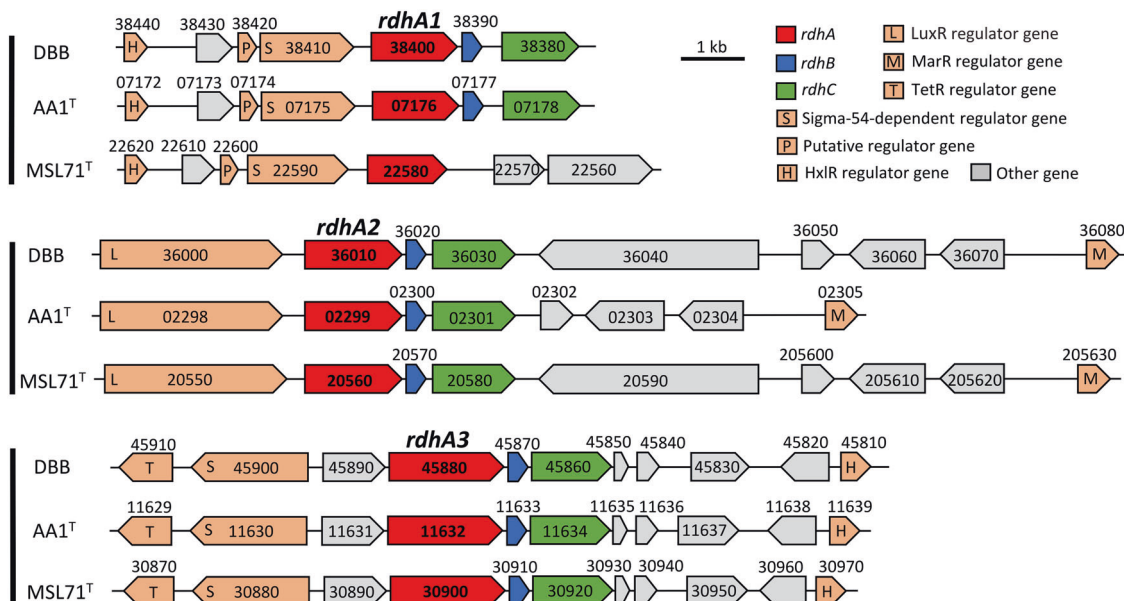 38440 38430 38420 rdhA1 38390
DBB H P S 38410 38400 38380
07172 07173 07174 07177
AA1ᵀ H P S 07175 07176 07178
22620 22610 22600
MSL71ᵀ H P S 22590 22580 22570 22560
1 kb
rdhA
rdhB
rdhC
S Sigma-54-dependent regulator gene
P Putative regulator gene
H HxlR regulator gene
L LuxR regulator gene
M MarR regulator gene
T TetR regulator gene
Other gene
rdhA2 36020 36050 36080
DBB L 36000 36010 36030 36040 36060 36070 M
02300 02302 02305
AA1ᵀ L 02298 02299 02301 02303 02304 M
20570 205600 205630
MSL71ᵀ L 20550 20560 20580 20590 205610 205620 M
45910 rdhA3 45870 45850 45840 45820 45810
DBB T S 45900 45890 45880 45860 45830 H
11629 11633 11635 11636 11638 11639
AA1ᵀ T S 11630 11631 11632 11634 11637 H
30870 30910 30930 30940 30960 30970
MSL71ᵀ T S 30880 30890 30900 30920 30950 H